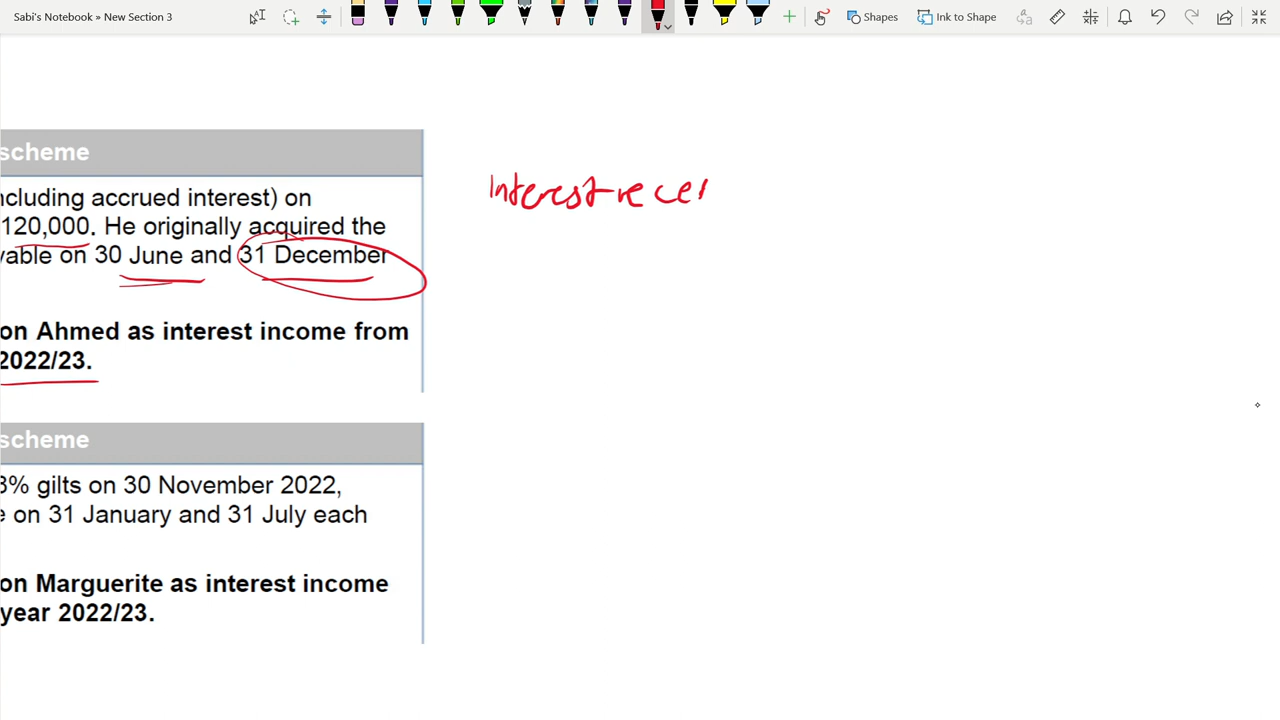 Sabi's Notebook » New Section 3
Shapes
Ink to Shape
scheme
ncluding accrued interest) on
120,000. He originally acquired the
yable on 30 June and 31 December
on Ahmed as interest income from
2022/23.
Interest rece
scheme
3% gilts on 30 November 2022,
e on 31 January and 31 July each
on Marguerite as interest income
year 2022/23.